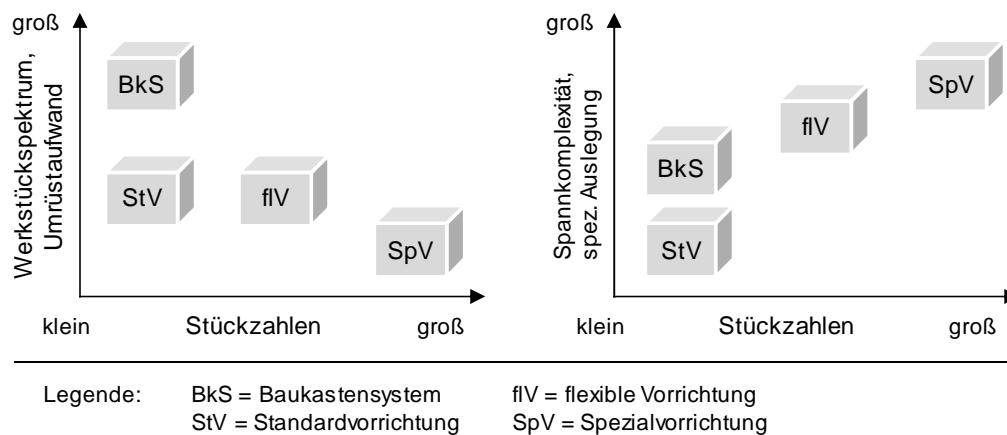 groß
Werkstückspektrum,
Umrüstaufwand
BkS
StV
flV
SpV
klein
Stückzahlen
groß
groß
Spannkomplexität,
spez. Auslegung
SpV
flV
BkS
StV
klein
Stückzahlen
groß
Legende:
BkS = Baukastensystem
flV = flexible Vorrichtung
StV = Standardvorrichtung
SpV = Spezialvorrichtung